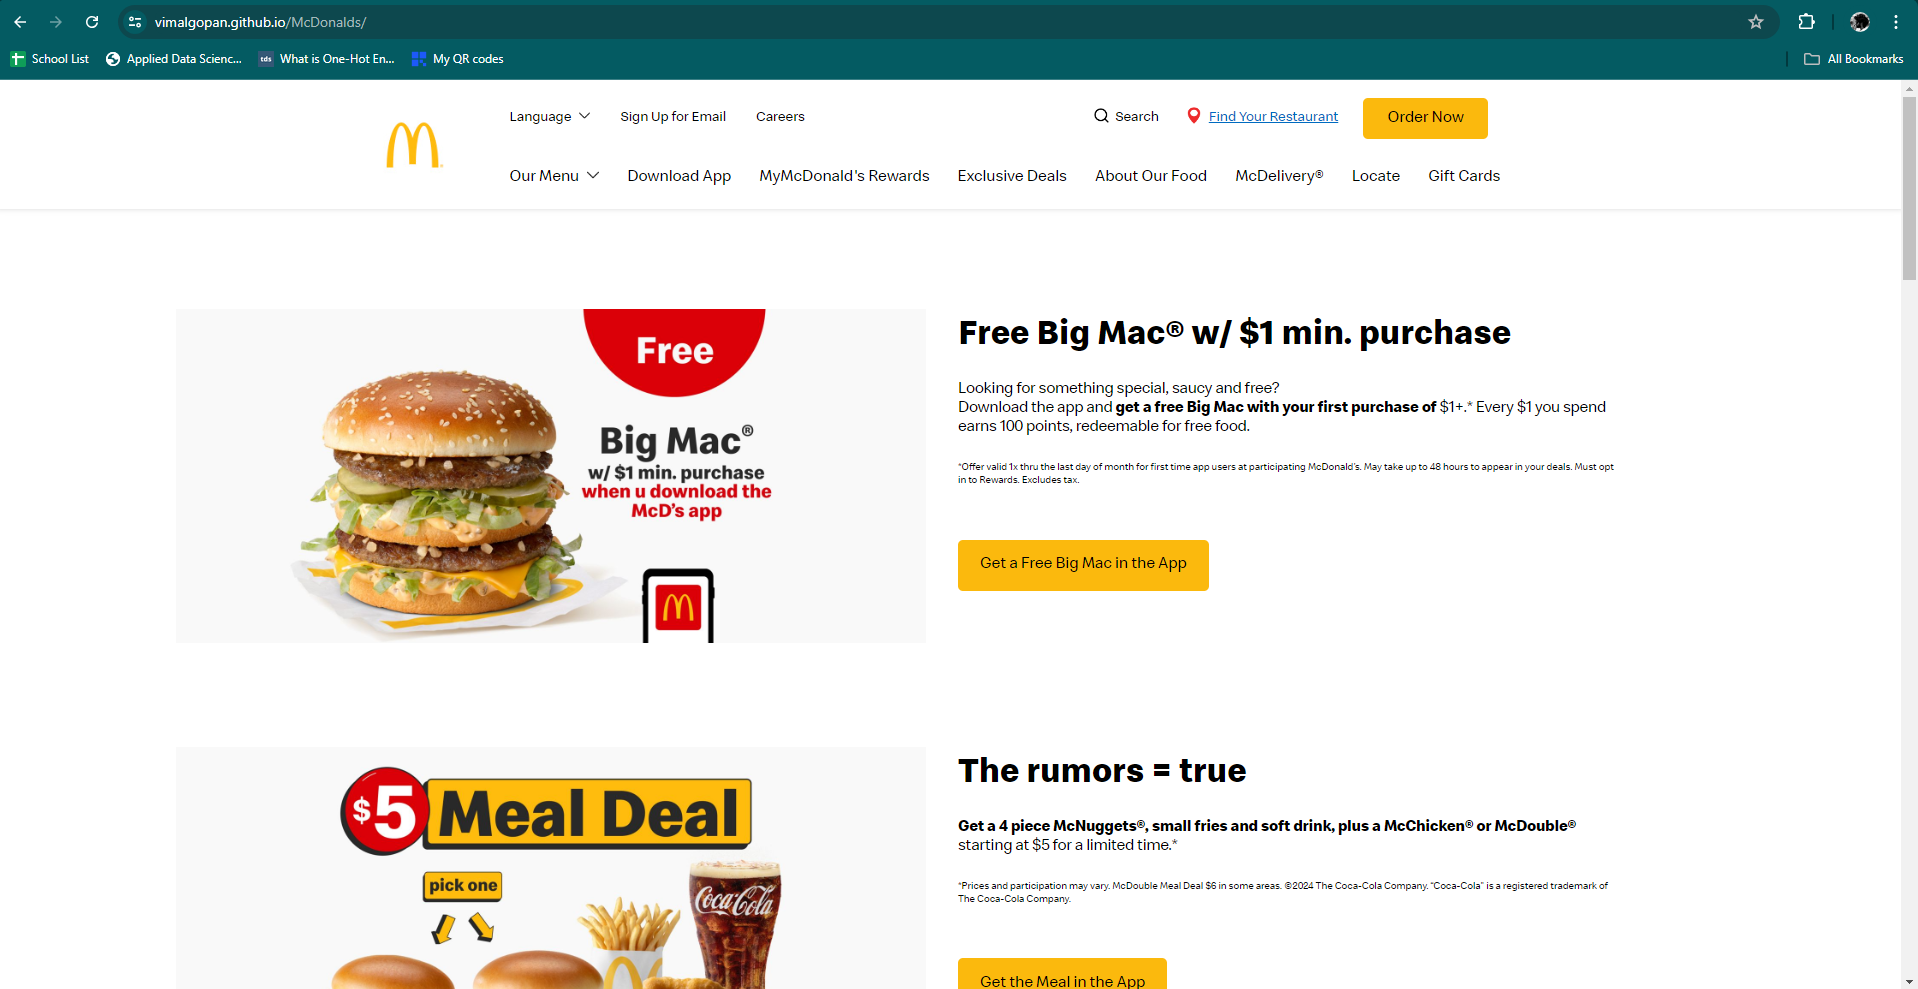 vimalgopan.github.io/McDonalds/
School List
Applied Data Scienc...
tds
What is One-Hot En...
My QR codes
All Bookmarks
Language
Sign Up for Email
Careers
Search
Find Your Restaurant
Order Now
Our Menu
Download App
MyMcDonald's Rewards
Exclusive Deals
About Our Food
McDelivery®
Locate
Gift Cards
Free
Big Mac®
w/ $1 min. purchase
when u download the
McD's app
Free Big Mac® w/ $1 min. purchase
Looking for something special, saucy and free?
Download the app and get a free Big Mac with your first purchase of $1+.* Every $1 you spend
earns 100 points, redeemable for free food.
*Offer valid 1x thru the last day of month for first time app users at participating McDonald's. May take up to 48 hours to appear in your deals. Must opt
in to Rewards. Excludes tax.
Get a Free Big Mac in the App
$5 Meal Deal
pick one
Coca-Cola
The rumors = true
Get a 4 piece McNuggets®, small fries and soft drink, plus a McChicken® or McDouble®
starting at $5 for a limited time.*
*Prices and participation may vary. McDouble Meal Deal $6 in some areas. ©2024 The Coca-Cola Company. "Coca-Cola" is a registered trademark of
The Coca-Cola Company.
Get the Meal in the App